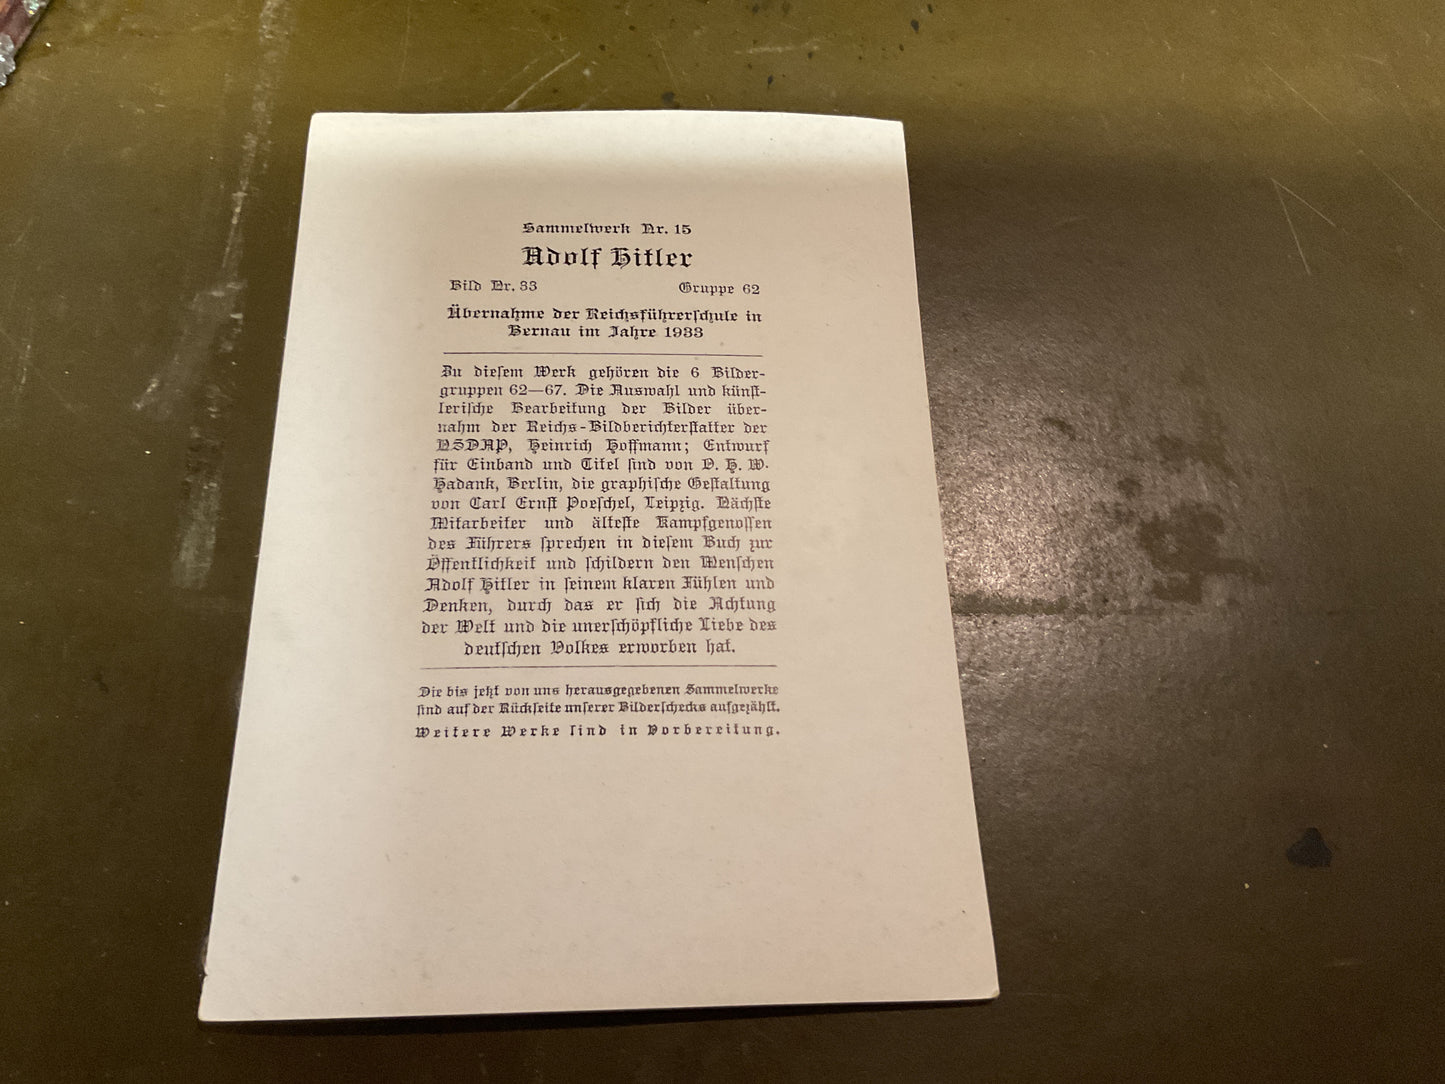 Sammelwerk Nr. 15
Adolf Hitler
Bild Nr. 33 Gruppe 62
Übernahme der Reichsführerschule in
Bernau im Jahre 1933
Zu diesem Werk gehören die 6 Bilder-
gruppen 62—67. Die Auswahl und künst-
lerische Bearbeitung der Bilder über-
nahm der Reichs-Bildberichterstatter der
NSDAP, Heinrich Hoffmann; Entwurf
für Einband und Titel sind von O. H. W.
Hadank, Berlin, die graphische Gestaltung
von Carl Ernst Poeschel, Leipzig. Nächste
Mitarbeiter und älteste Kampfgenossen
des Führers sprechen in diesem Buch zur
Öffentlichkeit und schildern den Menschen
Adolf Hitler in seinem klaren Fühlen und
Denken, durch das er sich die Achtung
der Welt und die unerschöpfliche Liebe des
deutschen Volkes erworben hat.
Die bis jetzt von uns herausgegebenen Sammelwerke
sind auf der Rückseite unserer Bilderschecks aufgezählt.
Weitere Werke sind in Vorbereitung.